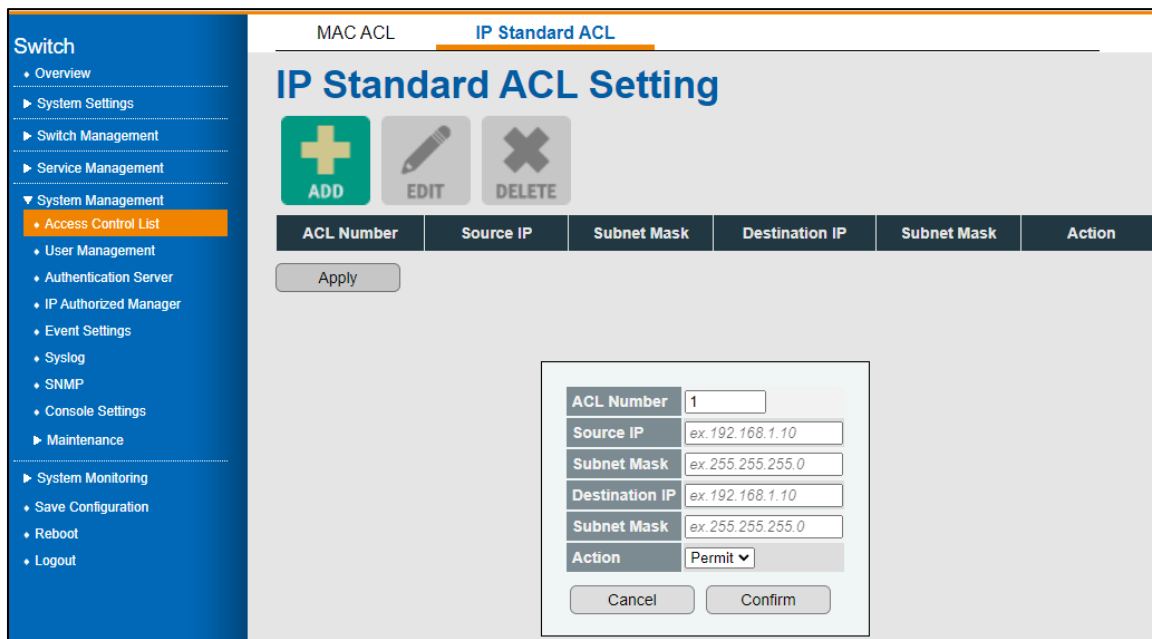 Switch
Overview
System Settings
Switch Management
Service Management
System Management
Access Control List
User Management
Authentication Server
IP Authorized Manager
Event Settings
Syslog
SNMP
Console Settings
Maintenance
System Monitoring
Save Configuration
Reboot
Logout
MAC ACL IP Standard ACL
IP Standard ACL Setting
ADD EDIT DELETE
ACL Number Source IP Subnet Mask Destination IP Subnet Mask Action
Apply
ACL Number 1
Source IP ex.192.168.1.10
Subnet Mask ex.255.255.255.0
Destination IP ex.192.168.1.10
Subnet Mask ex.255.255.255.0
Action Permit
Cancel Confirm